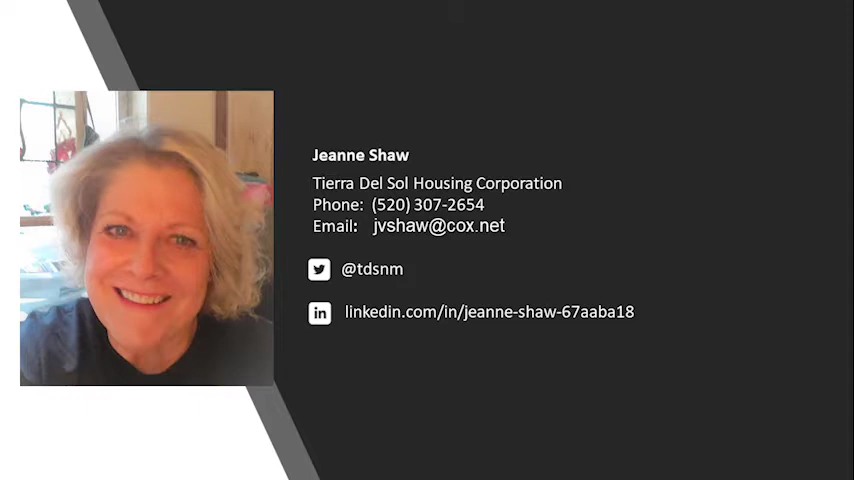 Jeanne Shaw
Tierra Del Sol Housing Corporation
Phone: (520) 307-2654
Email: jvshaw@cox.net
@tdsnm
linkedin.com/in/jeanne-shaw-67aaba18